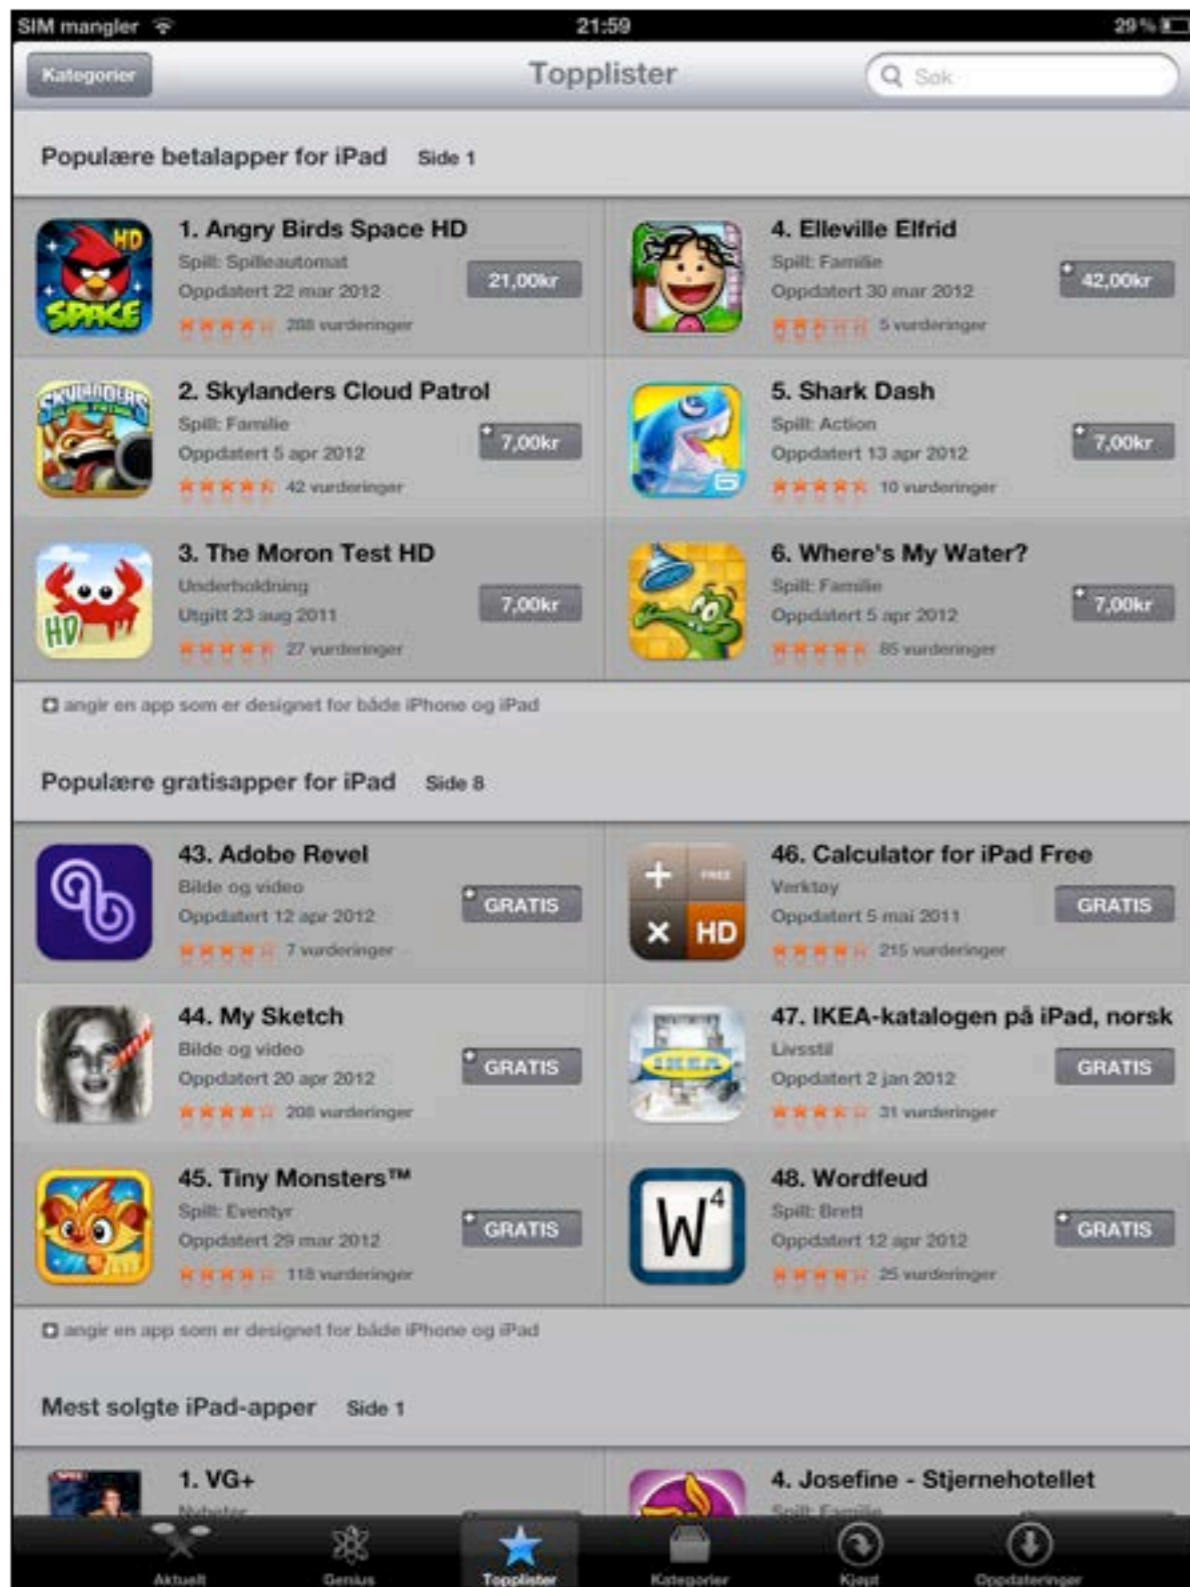 SIM mangler 21:59 29 %
Kategorier Topplister Søk
Populære betalapper for iPad Side 1
HD
SPACE
1. Angry Birds Space HD
Spill: Spilleautomat
Oppdatert 22 mar 2012
21,00kr
288 vurderinger
SKYLANDERS
2. Skylanders Cloud Patrol
Spill: Familie
Oppdatert 5 apr 2012
7,00kr
42 vurderinger
HD
3. The Moron Test HD
Underholdning
Utgitt 23 aug 2011
7,00kr
27 vurderinger
4. Elleville Elfrid
Spill: Familie
Oppdatert 30 mar 2012
42,00kr
5 vurderinger
5. Shark Dash
Spill: Action
Oppdatert 13 apr 2012
7,00kr
10 vurderinger
6. Where's My Water?
Spill: Familie
Oppdatert 5 apr 2012
7,00kr
85 vurderinger
angir en app som er designet for både iPhone og iPad
Populære gratisapper for iPad Side 8
43. Adobe Revel
Bilde og video
Oppdatert 12 apr 2012
GRATIS
7 vurderinger
44. My Sketch
Bilde og video
Oppdatert 20 apr 2012
GRATIS
208 vurderinger
45. Tiny Monsters™
Spill: Eventyr
Oppdatert 29 mar 2012
GRATIS
118 vurderinger
+ FREE
× HD
46. Calculator for iPad Free
Verktøy
Oppdatert 5 mai 2011
GRATIS
215 vurderinger
IKEA
47. IKEA-katalogen på iPad, norsk
Livsstil
Oppdatert 2 jan 2012
GRATIS
31 vurderinger
W 4
48. Wordfeud
Spill: Brett
Oppdatert 12 apr 2012
GRATIS
25 vurderinger
angir en app som er designet for både iPhone og iPad
Mest solgte iPad-apper Side 1
1. VG+
Nyheter
4. Josefine - Stjernehotellet
Spill: Familie
Aktuelt Genius Topplister Kategorier Kjøpt Oppdateringer